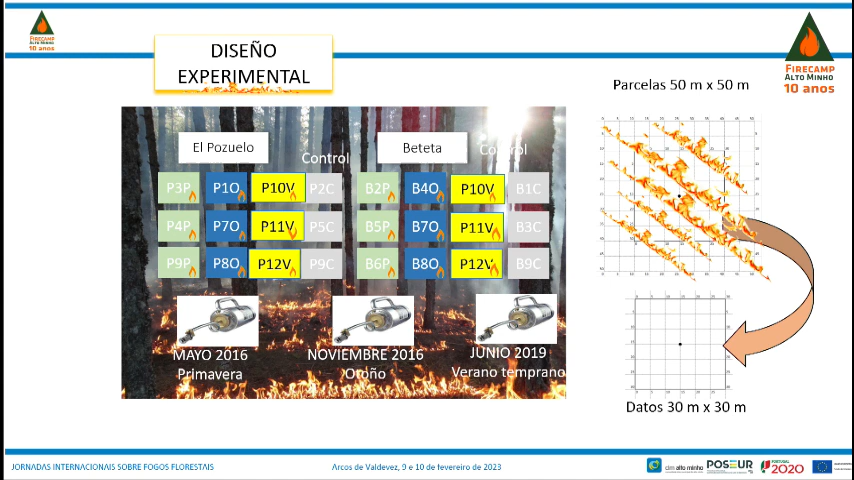 FIRECAMP
ALTO MINHO
10 anos
DISEÑO
EXPERIMENTAL
FIRECAMP
ALTO MINHO
10 anos
Parcelas 50 m x 50 m
El Pozuelo
Control
Beteta
Control
P3P P1O P10V P2C B2P B4O P10V B1C
P4P P7O P11V P5C B5P B7O P11V B3C
P9P P8O P12V P9C B6P B8O P12V B9C
MAYO 2016
Primavera
NOVIEMBRE 2016
Otoño
JUNIO 2019
Verano temprano
Datos 30 m x 30 m
JORNADAS INTERNACIONAIS SOBRE FOGOS FLORESTAIS
Arcos de Valdevez, 9 e 10 de fevereiro de 2023
cim alto minho
POSEUR
PORTUGAL
2020